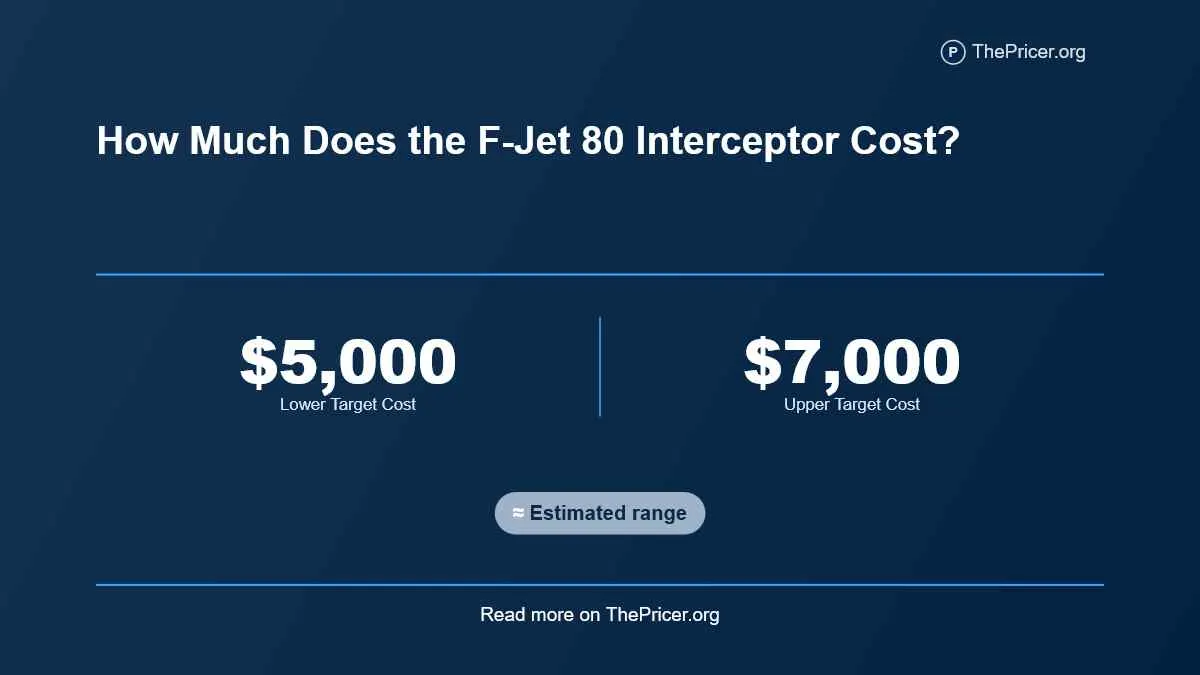 P ThePricer.org
How Much Does the F-Jet 80 Interceptor Cost?
$5,000
Lower Target Cost
$7,000
Upper Target Cost
≈ Estimated range
Read more on ThePricer.org